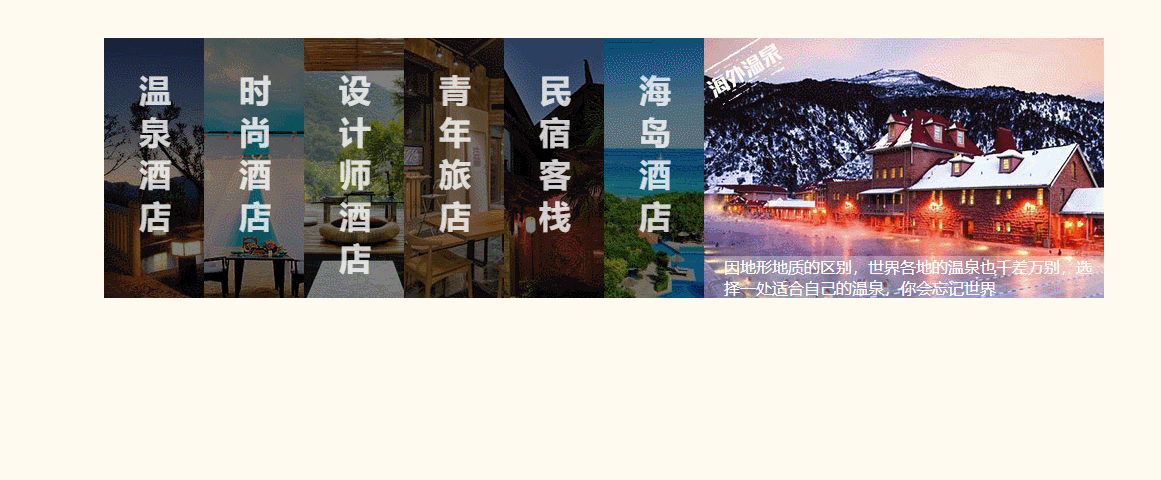 温泉酒店
时尚酒店
设计师酒店
青年旅店
民宿客栈
海岛酒店
海外温泉
因地形地质的区别，世界各地的温泉也千差万别，选
择一处适合自己的温泉，你会忘记世界